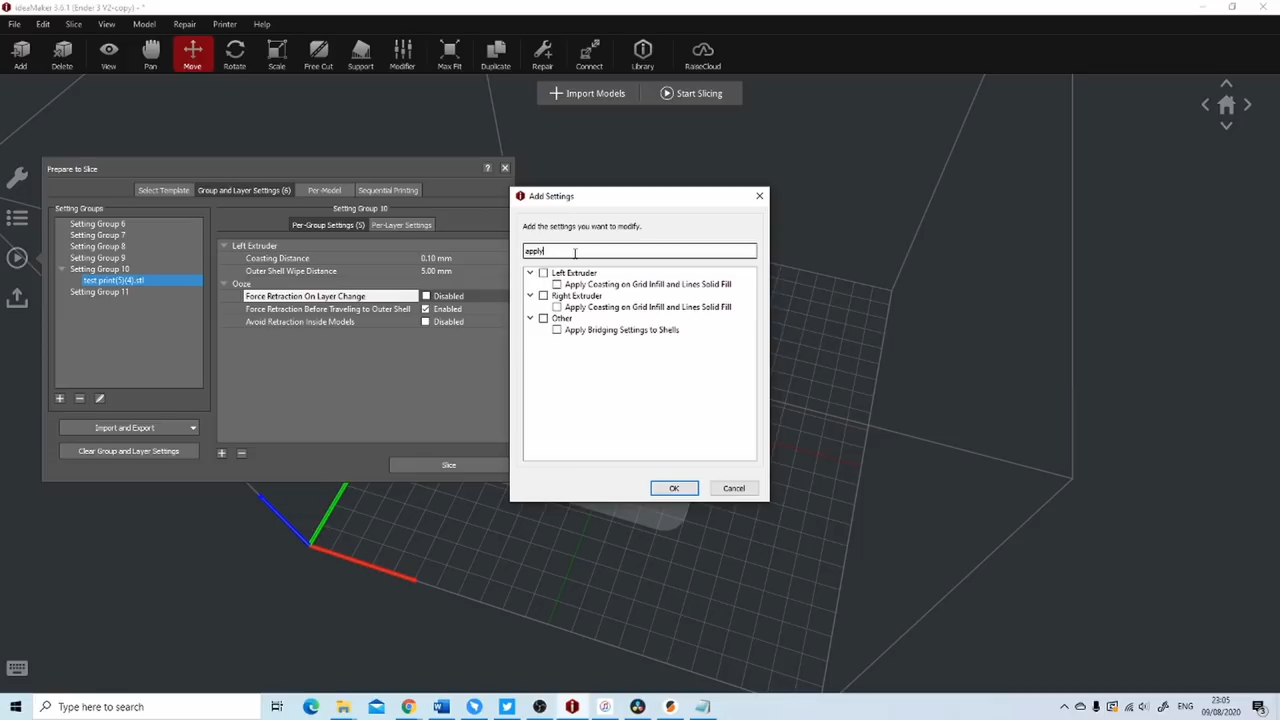 ideaMaker 3.6.1 (Ender 3 V2-copy) - *
File Edit Slice View Model Repair Printer Help
Add Delete View Pan Move Rotate Scale Free Cut Support Modifier Max Fit Duplicate Repair Connect Library RaiseCloud
Import Models Start Slicing
Prepare to Slice ?
Select Template Group and Layer Settings (6) Per-Model Sequential Printing
Setting Groups
Setting Group 6
Setting Group 7
Setting Group 8
Setting Group 9
Setting Group 10
test print(5)(4).stl
Setting Group 11
Import and Export
Clear Group and Layer Settings
Setting Group 10
Per-Group Settings (5) Per-Layer Settings
Left Extruder
Coasting Distance 0.10 mm
Outer Shell Wipe Distance 5.00 mm
Ooze
Force Retraction On Layer Change Disabled
Force Retraction Before Traveling to Outer Shell Enabled
Avoid Retraction Inside Models Disabled
Slice
Add Settings
Add the settings you want to modify.
apply
Left Extruder
Apply Coasting on Grid Infill and Lines Solid Fill
Right Extruder
Apply Coasting on Grid Infill and Lines Solid Fill
Other
Apply Bridging Settings to Shells
OK Cancel
Type here to search
ENG
23:05
09/08/2020